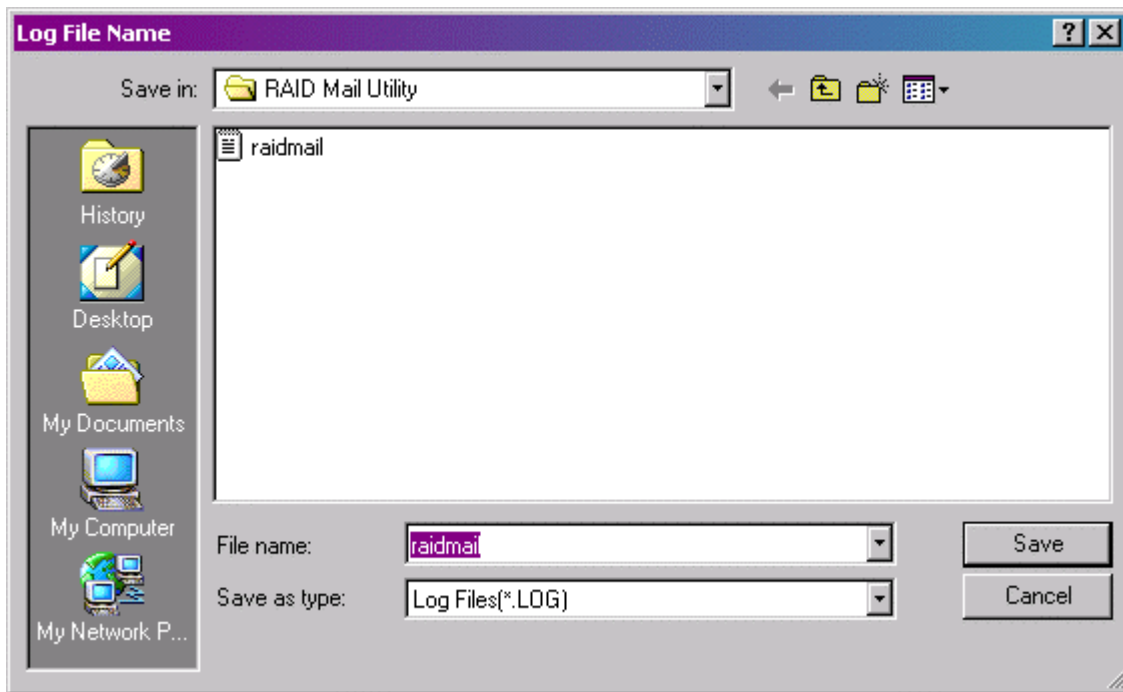 Log File Name
Save in: RAID Mail Utility
raidmail
History
Desktop
My Documents
My Computer
My Network P...
File name: raidmail Save
Save as type: Log Files(*.LOG) Cancel